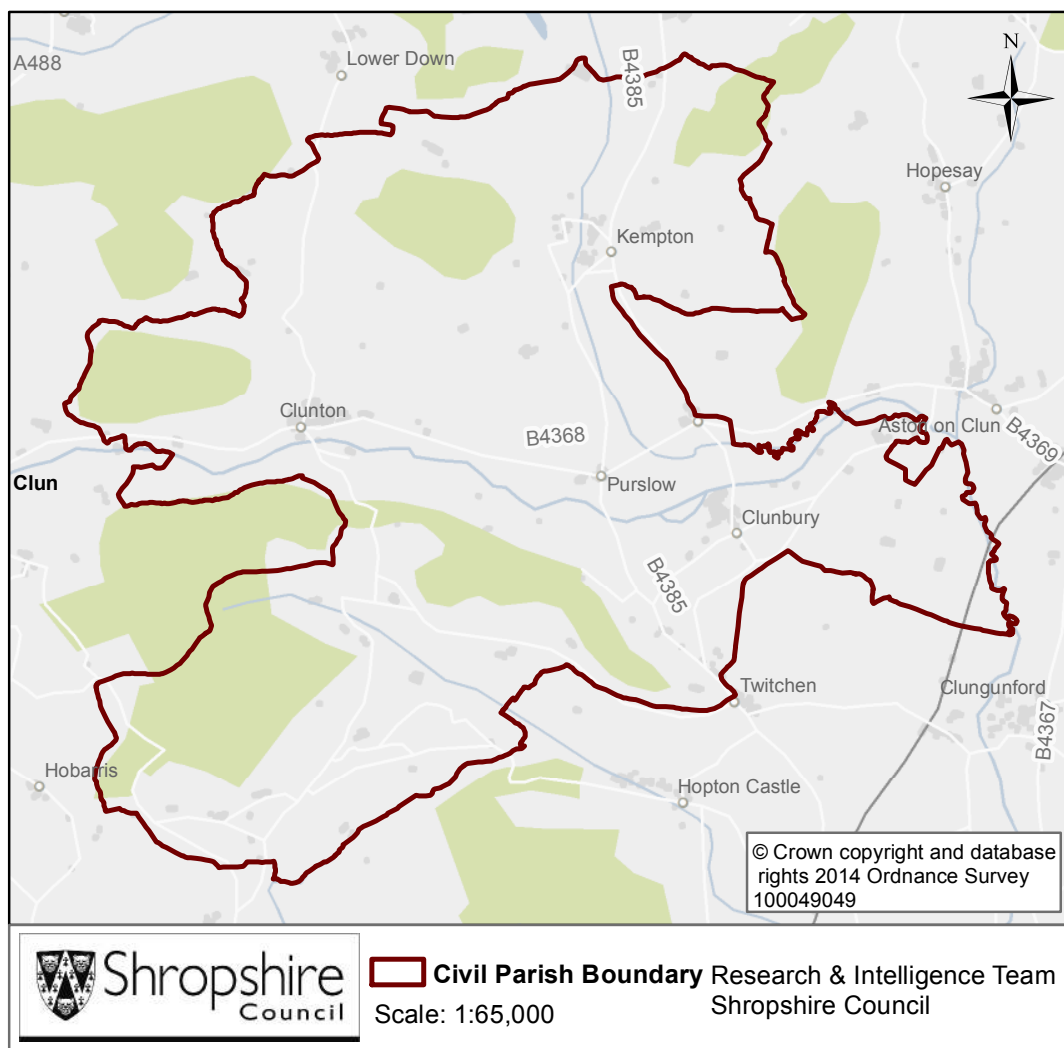 A488
Lower Down
B4385
N
Hopesay
Kempton
Clunton
B4368
Aston on Clun
B4369
Clun
Purslow
Clunbury
B4385
Twitchen
Clungunford
B4367
Hobarris
Hopton Castle
© Crown copyright and database
rights 2014 Ordnance Survey
100049049
Shropshire
Council
Civil Parish Boundary
Scale: 1:65,000
Research & Intelligence Team
Shropshire Council